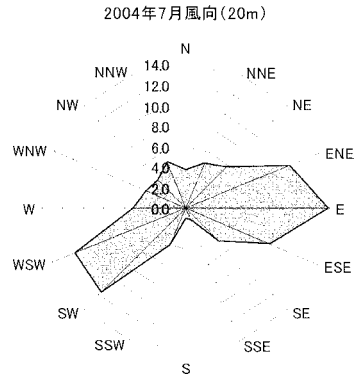 2004年7月風向(20m)
N
NNW
NNE
14.0
12.0
NW
NE
10.0
8.0
WNW
ENE
6.0
4.0
2.0
W
0.0
E
WSW
ESE
SW
SE
SSW
SSE
S